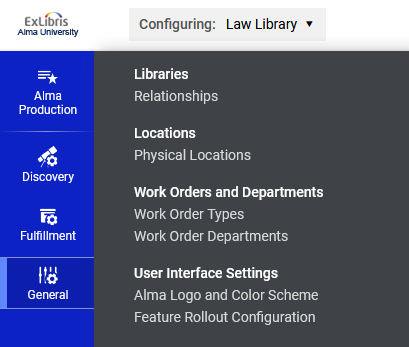 ExLibris
Alma University
Configuring: Law Library
Alma
Production
Discovery
Fulfillment
General
Libraries
Relationships
Locations
Physical Locations
Work Orders and Departments
Work Order Types
Work Order Departments
User Interface Settings
Alma Logo and Color Scheme
Feature Rollout Configuration